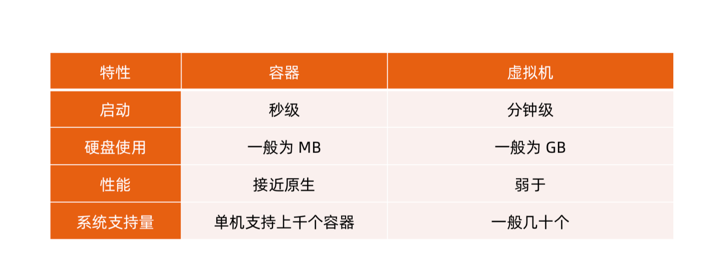 特性 容器 虚拟机
启动 秒级 分钟级
硬盘使用 一般为 MB 一般为 GB
性能 接近原生 弱于
系统支持量 单机支持上千个容器 一般几十个